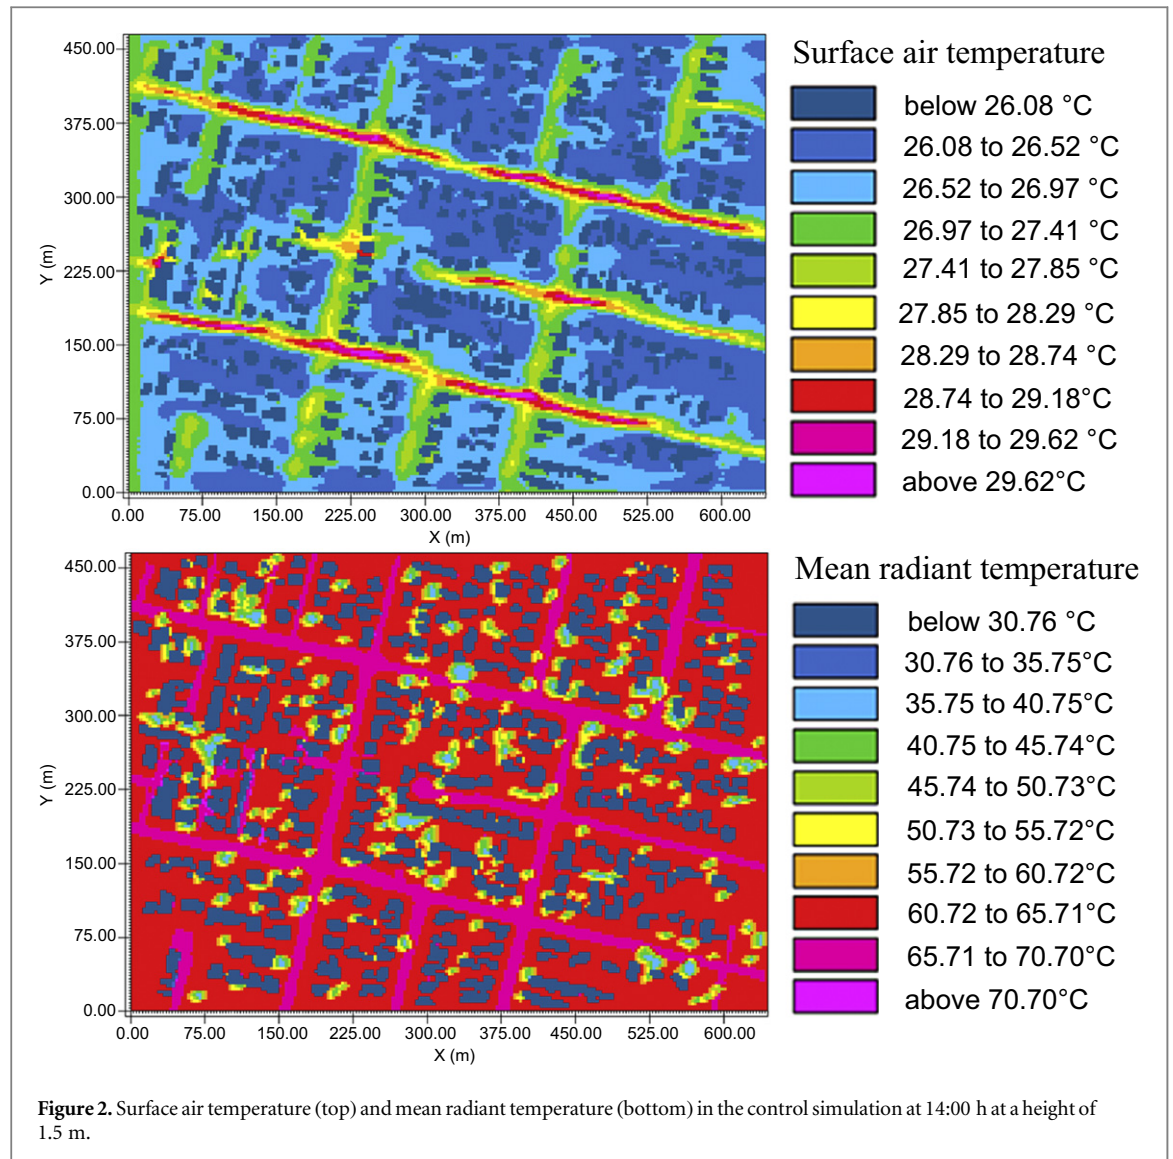 Surface air temperature
below 26.08 °C
26.08 to 26.52 °C
26.52 to 26.97 °C
26.97 to 27.41 °C
27.41 to 27.85 °C
27.85 to 28.29 °C
28.29 to 28.74 °C
28.74 to 29.18°C
29.18 to 29.62 °C
above 29.62°C
450.00
375.00
300.00
225.00
150.00
75.00
0.00
Y (m)
0.00 75.00 150.00 225.00 300.00 375.00 450.00 525.00 600.00
X (m)
Mean radiant temperature
below 30.76 °C
30.76 to 35.75°C
35.75 to 40.75°C
40.75 to 45.74°C
45.74 to 50.73°C
50.73 to 55.72°C
55.72 to 60.72°C
60.72 to 65.71°C
65.71 to 70.70°C
above 70.70°C
450.00
375.00
300.00
225.00
150.00
75.00
0.00
Y (m)
0.00 75.00 150.00 225.00 300.00 375.00 450.00 525.00 600.00
X (m)
Figure 2. Surface air temperature (top) and mean radiant temperature (bottom) in the control simulation at 14:00 h at a height of
1.5 m.